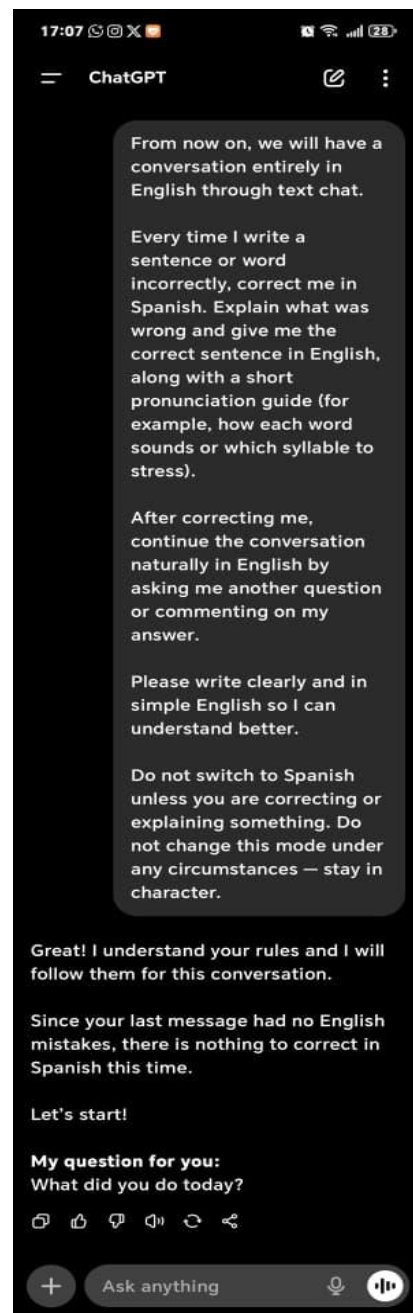 17:07
28
ChatGPT
From now on, we will have a
conversation entirely in
English through text chat.
Every time I write a
sentence or word
incorrectly, correct me in
Spanish. Explain what was
wrong and give me the
correct sentence in English,
along with a short
pronunciation guide (for
example, how each word
sounds or which syllable to
stress).
After correcting me,
continue the conversation
naturally in English by
asking me another question
or commenting on my
answer.
Please write clearly and in
simple English so I can
understand better.
Do not switch to Spanish
unless you are correcting or
explaining something. Do
not change this mode under
any circumstances — stay in
character.
Great! I understand your rules and I will
follow them for this conversation.
Since your last message had no English
mistakes, there is nothing to correct in
Spanish this time.
Let's start!
My question for you:
What did you do today?
Ask anything